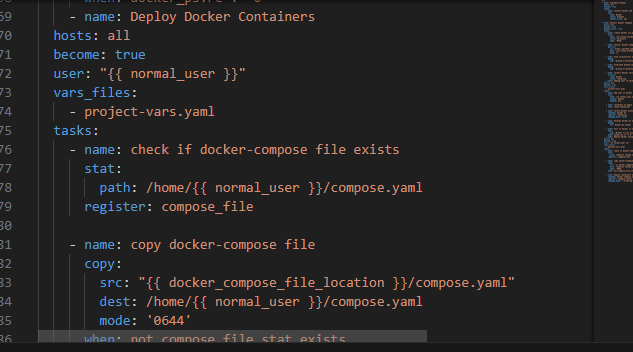 69 - name: Deploy Docker Containers
70 hosts: all
71 become: true
72 user: "{{ normal_user }}"
73 vars_files:
74 - project-vars.yaml
75 tasks:
76 - name: check if docker-compose file exists
77 stat:
78 path: /home/{{ normal_user }}/compose.yaml
79 register: compose_file
80
81 - name: copy docker-compose file
82 copy:
83 src: "{{ docker_compose_file_location }}/compose.yaml"
84 dest: /home/{{ normal_user }}/compose.yaml
85 mode: '0644'
86 when: not compose_file.stat.exists